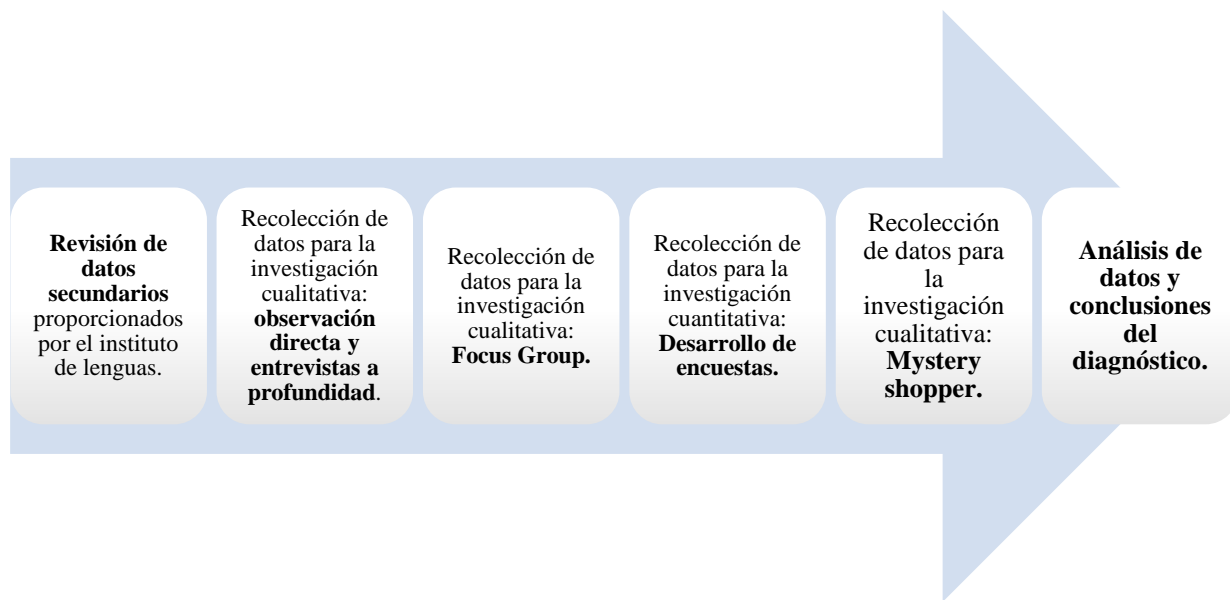 Revisión de
datos
secundarios
proporcionados
por el instituto
de lenguas.
Recolección de
datos para la
investigación
cualitativa:
observación
directa y
entrevistas a
profundidad.
Recolección de
datos para la
investigación
cualitativa:
Focus Group.
Recolección de
datos para la
investigación
cuantitativa:
Desarrollo de
encuestas.
Recolección
de datos para
la
investigación
cualitativa:
Mystery
shopper.
Análisis de
datos y
conclusiones
del
diagnóstico.